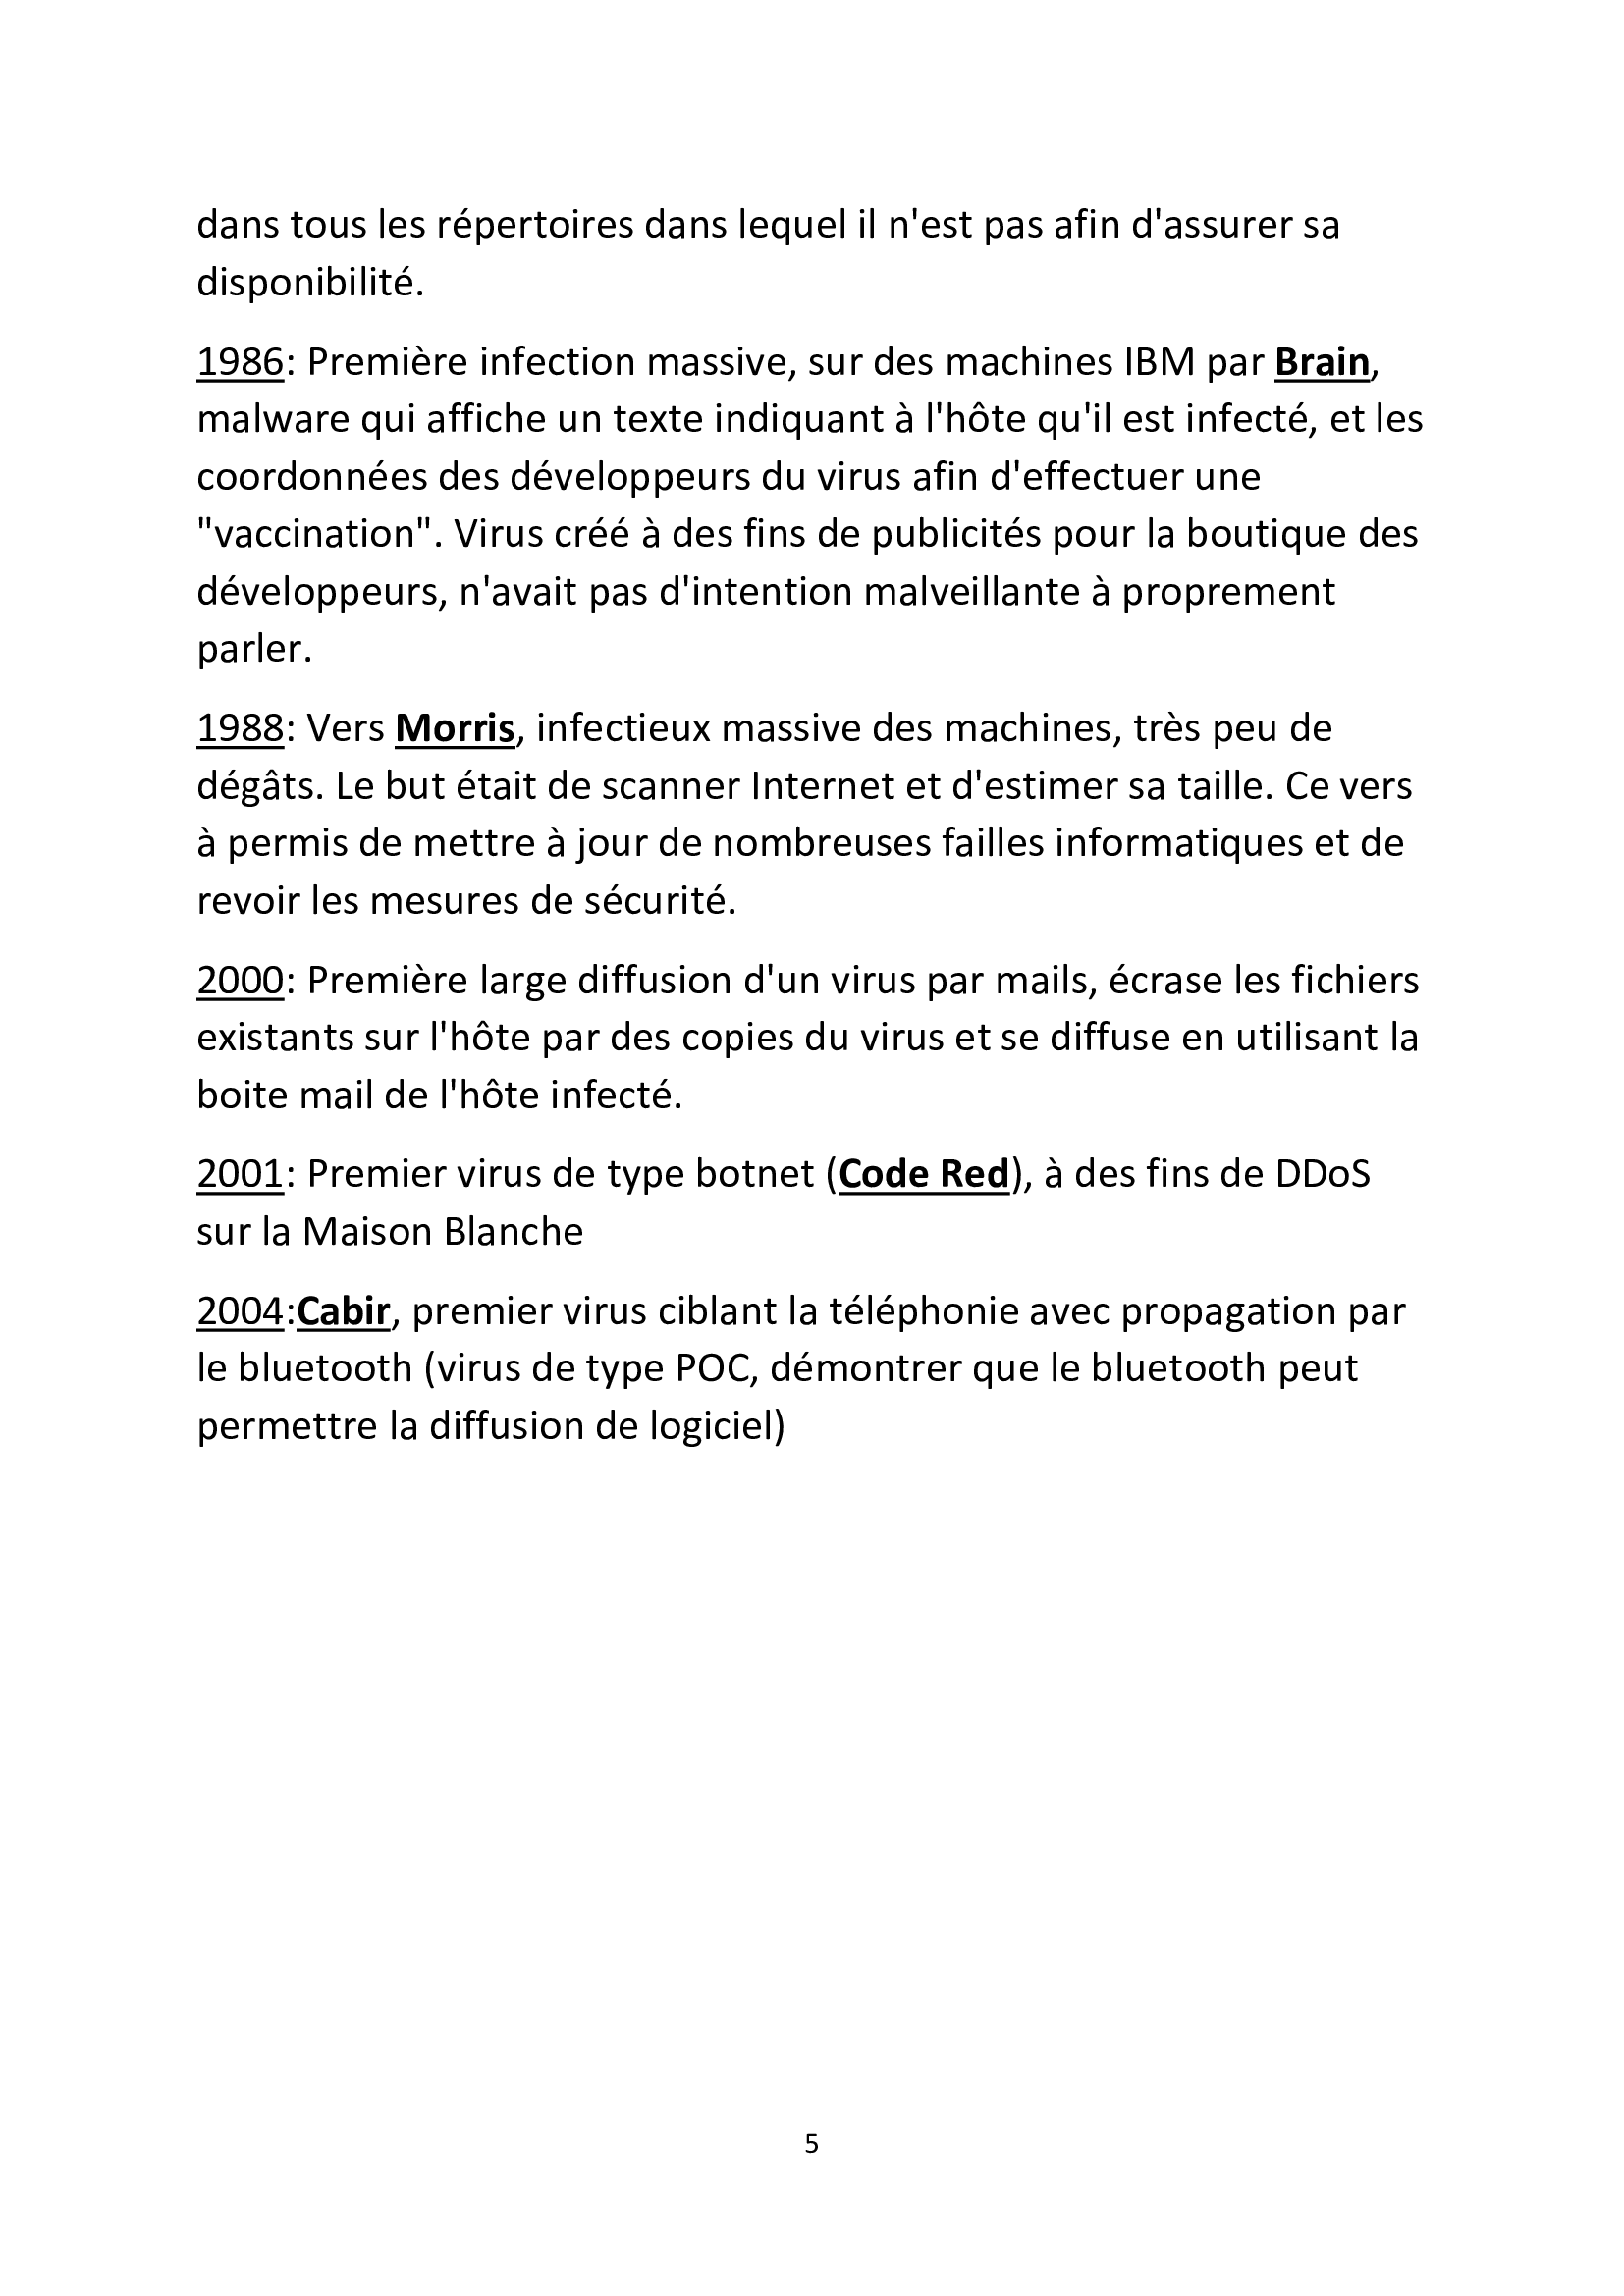 dans tous les répertoires dans lequel il n'est pas afin d'assurer sa
disponibilité.
1986: Première infection massive, sur des machines IBM par Brain,
malware qui affiche un texte indiquant à l'hôte qu'il est infecté, et les
coordonnées des développeurs du virus afin d'effectuer une
"vaccination". Virus créé à des fins de publicités pour la boutique des
développeurs, n'avait pas d'intention malveillante à proprement
parler.
1988: Vers Morris, infectieux massive des machines, très peu de
dégâts. Le but était de scanner Internet et d'estimer sa taille. Ce vers
à permis de mettre à jour de nombreuses failles informatiques et de
revoir les mesures de sécurité.
2000: Première large diffusion d'un virus par mails, écrase les fichiers
existants sur l'hôte par des copies du virus et se diffuse en utilisant la
boite mail de l'hôte infecté.
2001: Premier virus de type botnet (Code Red), à des fins de DDoS
sur la Maison Blanche
2004:Cabir, premier virus ciblant la téléphonie avec propagation par
le bluetooth (virus de type POC, démontrer que le bluetooth peut
permettre la diffusion de logiciel)
5